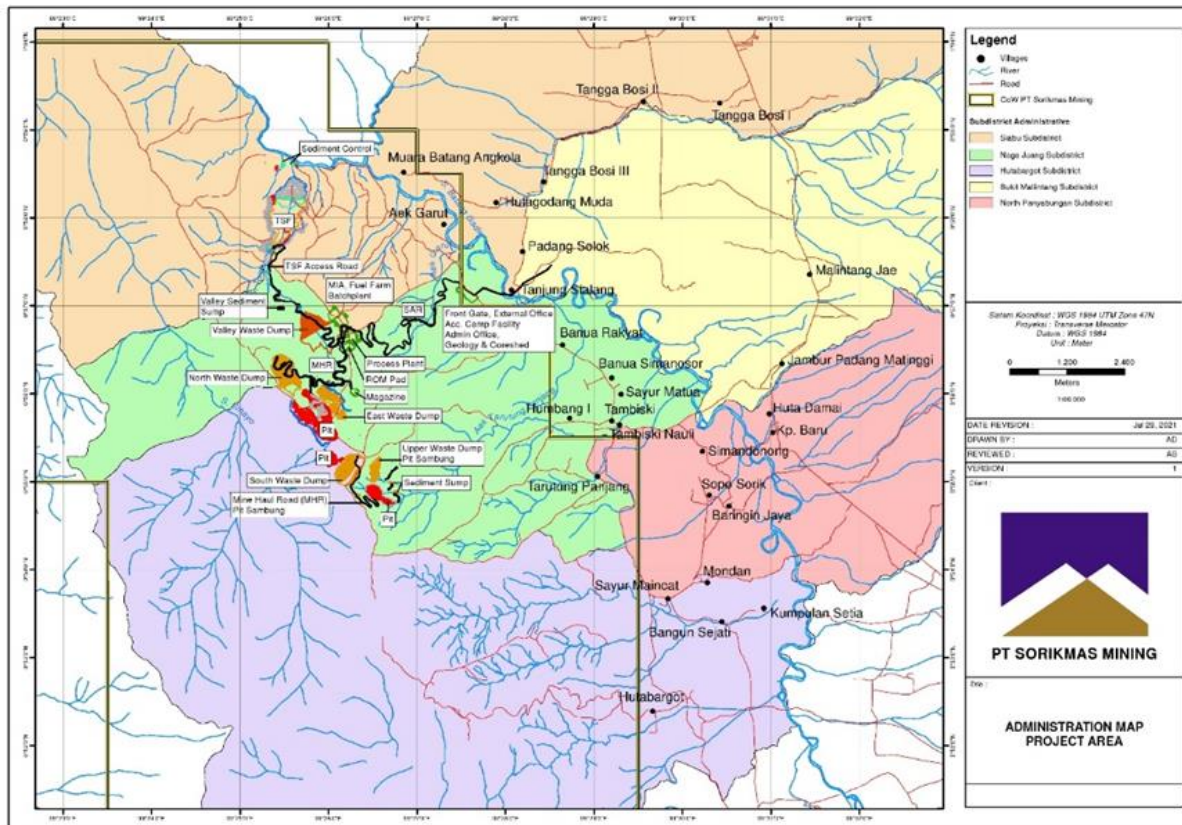 Tangga Bosi II
Tangga Bosi I
Sediment Control
Muara Batang Angkola
Tangga Bosi III
Hutagodang Muda
TSF
Aek Garut
Padang Solok
TSF Access Road
Malintang Jae
MIA, Fuel Farm
Batchplant
Tanjung Stalang
Valley Sediment
Sump
SAR
Front Gate, External Office
Acc. Camp Facility
Admin Office,
Geology & Coreshed
Valley Waste Dump
Banua Rakyat
MHR
Process Plant
Banua Simanosor
Jambur Padang Matinggi
North Waste Dump
ROM Pad
Magazine
Sayur Matua
East Waste Dump
Humbang I
Tambiski
Huta Damai
Pit
Tambiski Nauli
Kp. Baru
Upper Waste Dump
Pit Sambung
Simandonong
Pit
South Waste Dump
Sediment Sump
Tarutung Panjang
Sopo Sorik
Mine Haul Road (MHR)
Pit Sambung
Baringin Jaya
Pit
Mondan
Sayur Maincat
Kumpulan Setia
Bangun Sejati
Hutabargot
Legend
Villages
River
Road
CoW PT Sorikmas Mining
Subdistrict Administrative
Siabu Subdistrict
Naga Juang Subdistrict
Hutabargot Subdistrict
Bukit Malintang Subdistrict
North Panyabungan Subdistrict
Sistem Koordinat : WGS 1984 UTM Zone 47N
Proyeksi : Transverse Mercator
Datum : WGS 1984
Unit : Meter
0 1.200 2.400
Meters
DATE REVISION : Jul 29, 2021
DRAWN BY : AD
REVIEWED : AS
VERSION : 1
Client :
PT SORIKMAS MINING
Title :
ADMINISTRATION MAP
PROJECT AREA